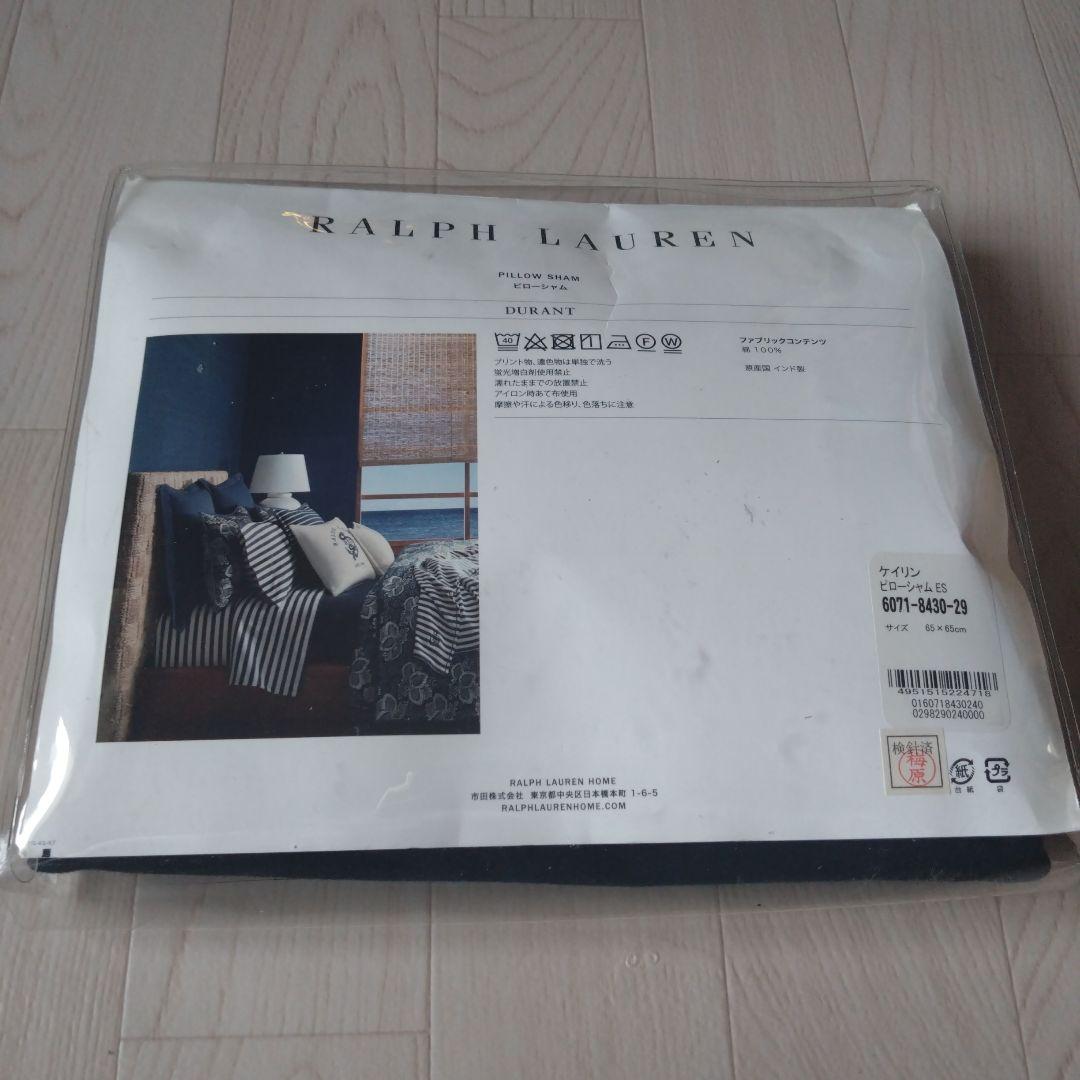 RALPH LAUREN
PILLOW SHAM
ピローシャム
DURANT
40
F
W
プリント物、濃色物は単独で洗う
蛍光増白剤使用禁止
濡れたままでの放置禁止
アイロン時あて布使用
摩擦や汗による色移り、色落ちに注意
ファブリックコンテンツ
綿 100%
原産国 インド製
ケイリン
ピローシャム ES
6071-8430-29
サイズ 65×65cm
4951515224718
0160718430240
0298290240000
検針済
梅原
紙
台紙
プラ
袋
RALPH LAUREN HOME
市田株式会社 東京都中央区日本橋本町 1-6-5
RALPHLAURENHOME.COM